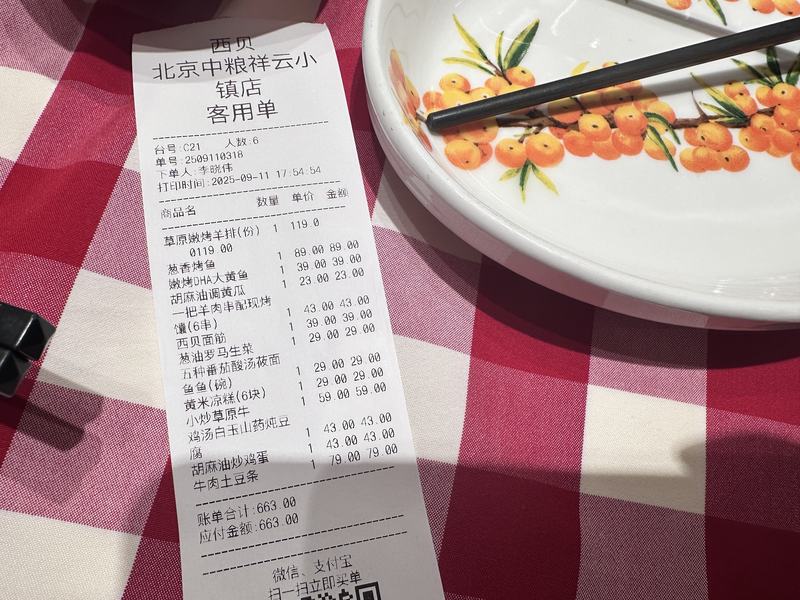 西贝
北京中粮祥云小
镇店
客用单
台号:C21 人数:6
单号:2509110318
下单人:李晓伟
打印时间:2025-09-11 17:54:54
商品名 数量 单价 金额
草原嫩烤羊排(份) 1 119.0
0119.00
葱香烤鱼 1 89.00 89.00
嫩烤DHA大黄鱼 1 39.00 39.00
胡麻油调黄瓜 1 23.00 23.00
一把羊肉串配现烤
馕(6串) 1 43.00 43.00
西贝面筋 1 39.00 39.00
葱油罗马生菜 1 29.00 29.00
五种番茄酸汤莜面
鱼鱼(碗) 1 29.00 29.00
黄米凉糕(6块) 1 29.00 29.00
小炒草原牛 1 59.00 59.00
鸡汤白玉山药炖豆
腐 1 43.00 43.00
胡麻油炒鸡蛋 1 43.00 43.00
牛肉土豆条 1 79.00 79.00
账单合计:663.00
应付金额:663.00
微信、支付宝
扫一扫立即买单